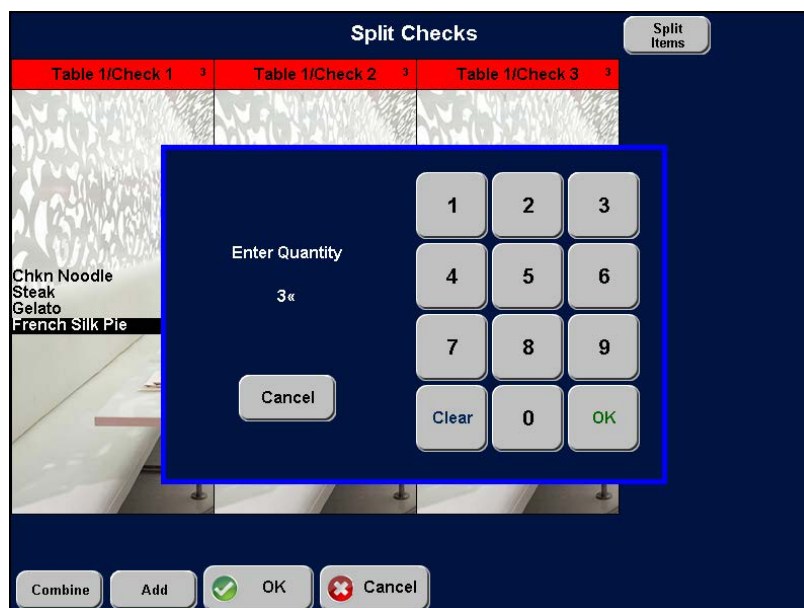 Split Checks
Split
Items
Table 1/Check 1 3
Table 1/Check 2 3
Table 1/Check 3 3
Chkn Noodle
Steak
Gelato
French Silk Pie
Enter Quantity
3«
Cancel
1 2 3
4 5 6
7 8 9
Clear 0 OK
Combine Add OK Cancel